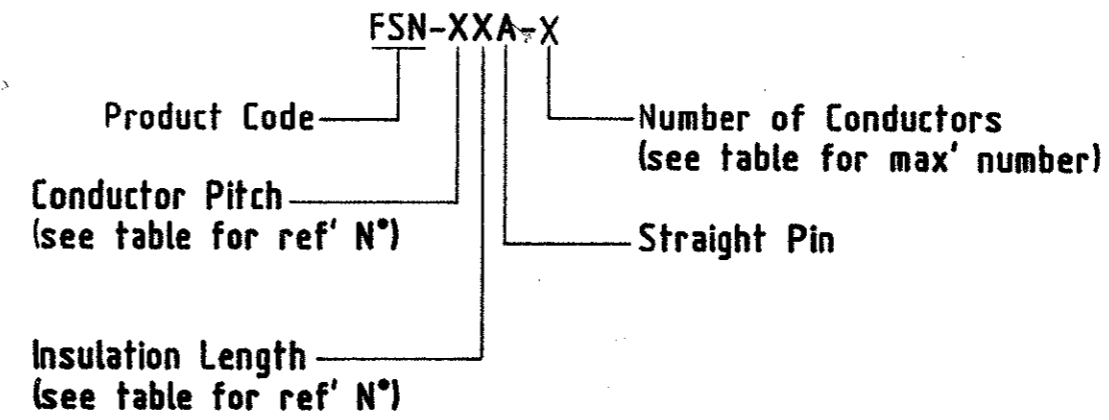 FSN-XXA-X
Product Code
Number of Conductors
(see table for max' number)
Conductor Pitch
(see table for ref' N°)
Straight Pin
Insulation Length
(see table for ref' N°)